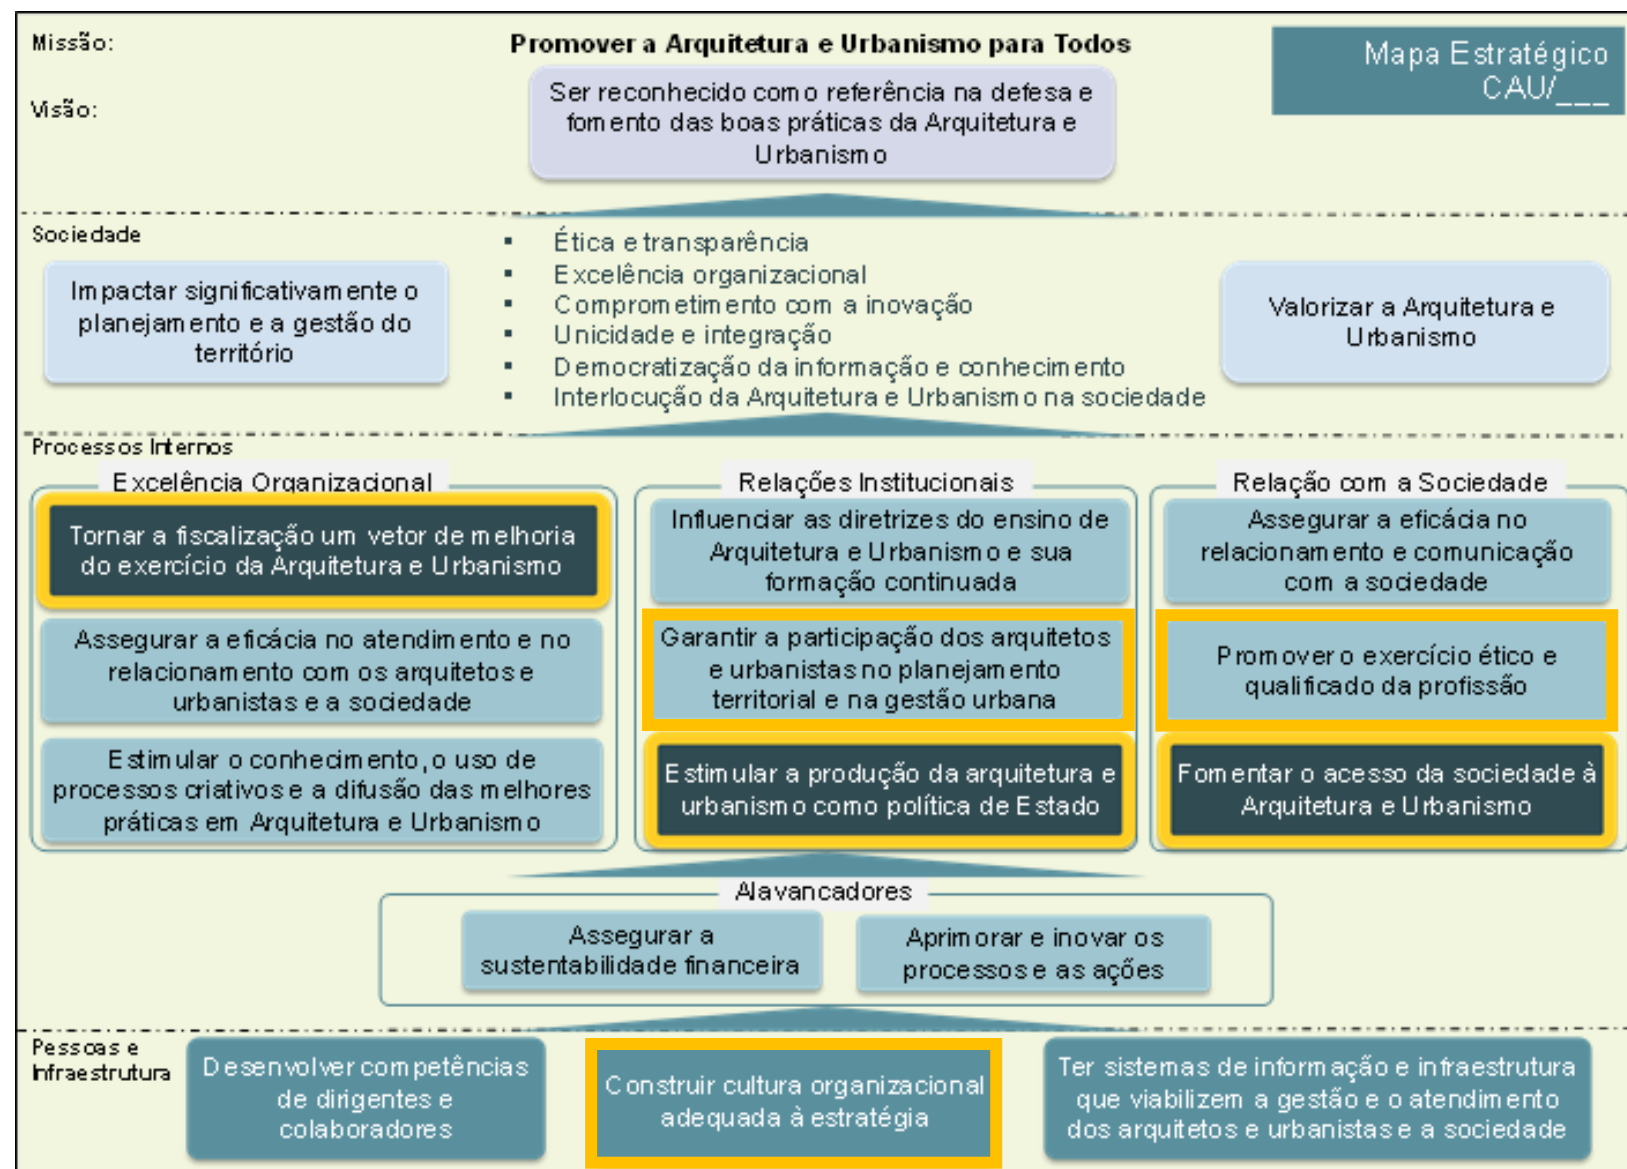 Missão:
Promover a Arquitetura e Urbanismo para Todos
Mapa Estratégico
CAU/___
Visão:
Ser reconhecido como referência na defesa e
fomento das boas práticas da Arquitetura e
Urbanismo
Sociedade
Impactar significativamente o
planejamento e a gestão do
território
▪ Ética e transparência
▪ Excelência organizacional
▪ Comprometimento com a inovação
▪ Unicidade e integração
▪ Democratização da informação e conhecimento
▪ Interlocução da Arquitetura e Urbanismo na sociedade
Valorizar a Arquitetura e
Urbanismo
Processos Internos
Excelência Organizacional
Tornar a fiscalização um vetor de melhoria
do exercício da Arquitetura e Urbanismo
Assegurar a eficácia no atendimento e no
relacionamento com os arquitetos e
urbanistas e a sociedade
Estimular o conhecimento, o uso de
processos criativos e a difusão das melhores
práticas em Arquitetura e Urbanismo
Relações Institucionais
Influenciar as diretrizes do ensino de
Arquitetura e Urbanismo e sua
formação continuada
Garantir a participação dos arquitetos
e urbanistas no planejamento
territorial e na gestão urbana
Estimular a produção da arquitetura e
urbanismo como política de Estado
Relação com a Sociedade
Assegurar a eficácia no
relacionamento e comunicação
com a sociedade
Promover o exercício ético e
qualificado da profissão
Fomentar o acesso da sociedade à
Arquitetura e Urbanismo
Alavancadores
Assegurar a
sustentabilidade financeira
Aprimorar e inovar os
processos e as ações
Pessoas e
Infraestrutura
Desenvolver competências
de dirigentes e
colaboradores
Construir cultura organizacional
adequada à estratégia
Ter sistemas de informação e infraestrutura
que viabilizem a gestão e o atendimento
dos arquitetos e urbanistas e a sociedade